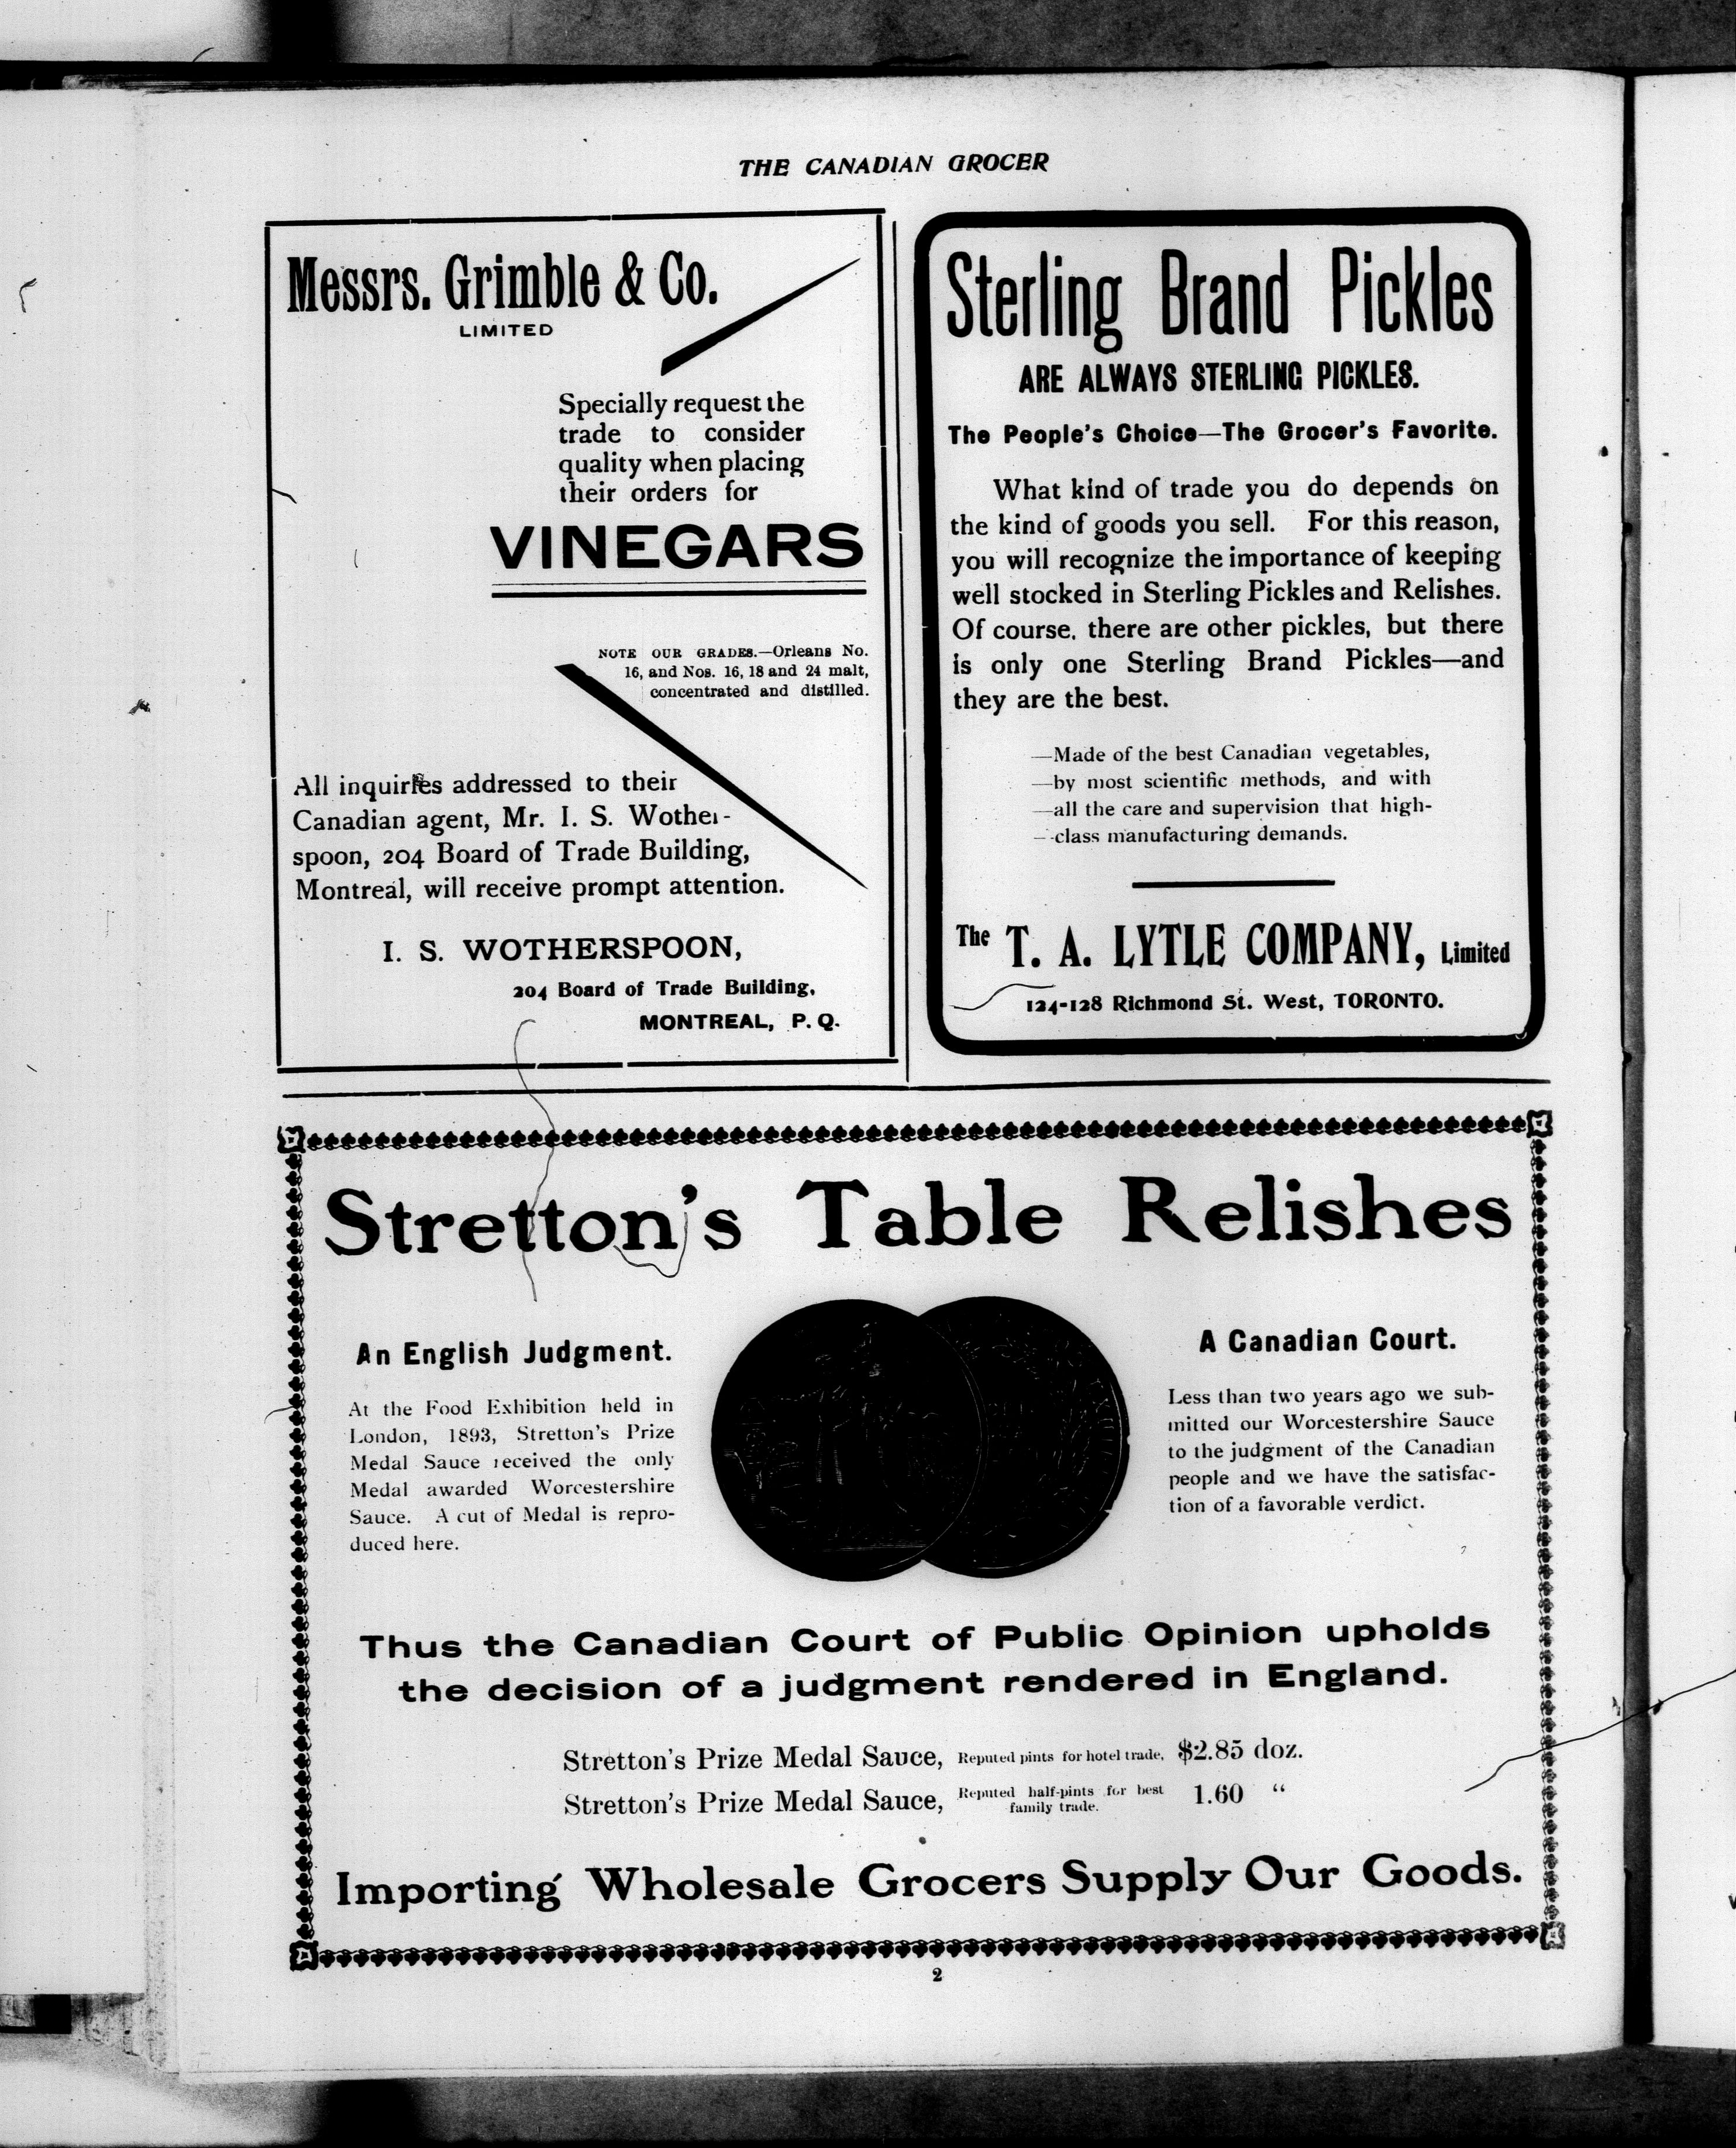 THE CANADIAN GROCER
Messrs. Grimble & Co.
LIMITED
Specially request the
trade to consider
quality when placing
their orders for
VINEGARS
NOTE OUR GRADES.—Orleans No.
16, and Nos. 16, 18 and 24 malt,
concentrated and distilled.
All inquiries addressed to their
Canadian agent, Mr. I. S. Wother-
spoon, 204 Board of Trade Building,
Montreal, will receive prompt attention.
I. S. WOTHERSPOON,
204 Board of Trade Building,
MONTREAL, P. Q.
Sterling Brand Pickles
ARE ALWAYS STERLING PICKLES.
The People's Choice—The Grocer's Favorite.
What kind of trade you do depends on
the kind of goods you sell. For this reason,
you will recognize the importance of keeping
well stocked in Sterling Pickles and Relishes.
Of course, there are other pickles, but there
is only one Sterling Brand Pickles—and
they are the best.
—Made of the best Canadian vegetables,
—by most scientific methods, and with
—all the care and supervision that high-
—class manufacturing demands.
The T. A. LYTLE COMPANY, Limited
124-128 Richmond St. West, TORONTO.
Stretton's Table Relishes
An English Judgment.
At the Food Exhibition held in
London, 1893, Stretton's Prize
Medal Sauce received the only
Medal awarded Worcestershire
Sauce. A cut of Medal is repro-
duced here.
A Canadian Court.
Less than two years ago we sub-
mitted our Worcestershire Sauce
to the judgment of the Canadian
people and we have the satisfac-
tion of a favorable verdict.
Thus the Canadian Court of Public Opinion upholds
the decision of a judgment rendered in England.
Stretton's Prize Medal Sauce, Reputed pints for hotel trade, $2.85 doz.
Stretton's Prize Medal Sauce, Reputed half-pints for best family trade. 1.60 "
Importing Wholesale Grocers Supply Our Goods.
2